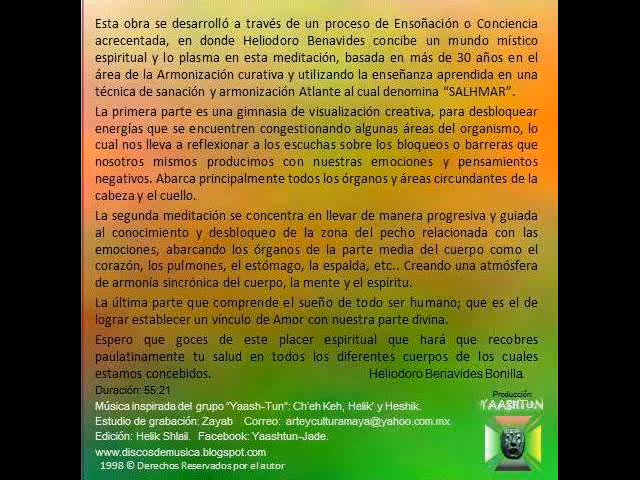 Esta obra se desarrolló a través de un proceso de Ensoñación o Conciencia
acrecentada, en donde Heliodoro Benavides concibe un mundo místico
espiritual y lo plasma en esta meditación, basada en más de 30 años en el
área de la Armonización curativa y utilizando la enseñanza aprendida en una
técnica de sanación y armonización Atlante al cual denomina “SALHMAR”.
La primera parte es una gimnasia de visualización creativa, para desbloquear
energías que se encuentren congestionando algunas áreas del organismo, lo
cual nos lleva a reflexionar a los escuchas sobre los bloqueos o barreras que
nosotros mismos producimos con nuestras emociones y pensamientos
negativos. Abarca principalmente todos los órganos y áreas circundantes de la
cabeza y el cuello.
La segunda meditación se concentra en llevar de manera progresiva y guiada
al conocimiento y desbloqueo de la zona del pecho relacionada con las
emociones, abarcando los órganos de la parte media del cuerpo como el
corazón, los pulmones, el estómago, la espalda, etc.. Creando una atmósfera
de armonía sincrónica del cuerpo, la mente y el espíritu.
La última parte que comprende el sueño de todo ser humano; que es el de
lograr establecer un vínculo de Amor con nuestra parte divina.
Espero que goces de este placer espiritual que hará que recobres
paulatinamente tu salud en todos los diferentes cuerpos de los cuales
estamos concebidos. Heliodoro Benavides Bonilla.
Duración: 55:21
Música inspirada del grupo “Yaash-Tun”: Ch'eh Keh, Helik' y Heshik.
Estudio de grabación: Zayab Correo: arteyculturamaya@yahoo.com.mx
Edición: Helik Shlail. Facebook: Yaashtun-Jade.
www.discosdemusica.blogspot.com
1998 © Derechos Reservados por el autor
Producción:
YAASHTUN